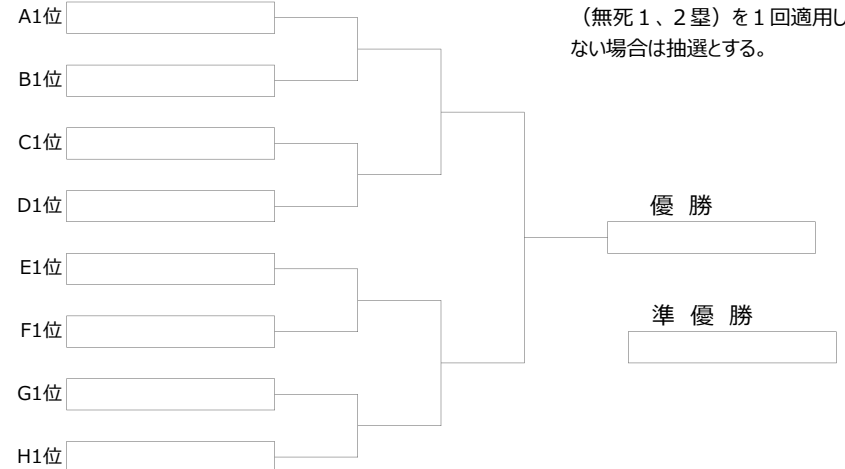 A1位
（無死１、２塁）を１回適用し
ない場合は抽選とする。
B1位
C1位
D1位
優 勝
E1位
準 優 勝
F1位
G1位
H1位